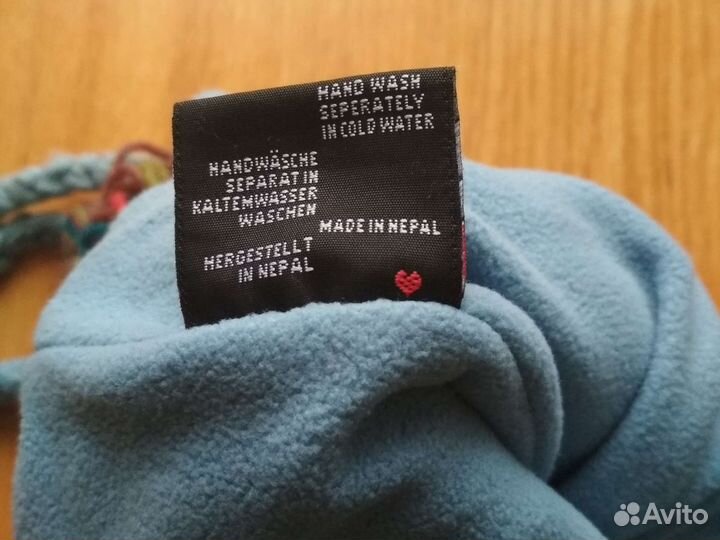 HAND WASH
SEPERATELY
IN COLD WATER
HANDWÄSCHE
SEPARAT IN
KALTEMWASSER
WASCHEN
MADE IN NEPAL
HERGESTELLT
IN NEPAL
Avito